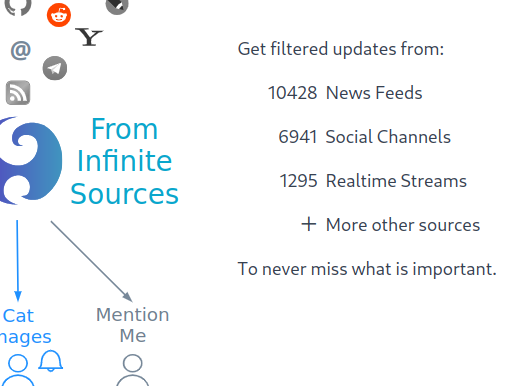 @
Y
From
Infinite
Sources
Cat
mages
Mention
Me
Get filtered updates from:
10428 News Feeds
6941 Social Channels
1295 Realtime Streams
+ More other sources
To never miss what is important.